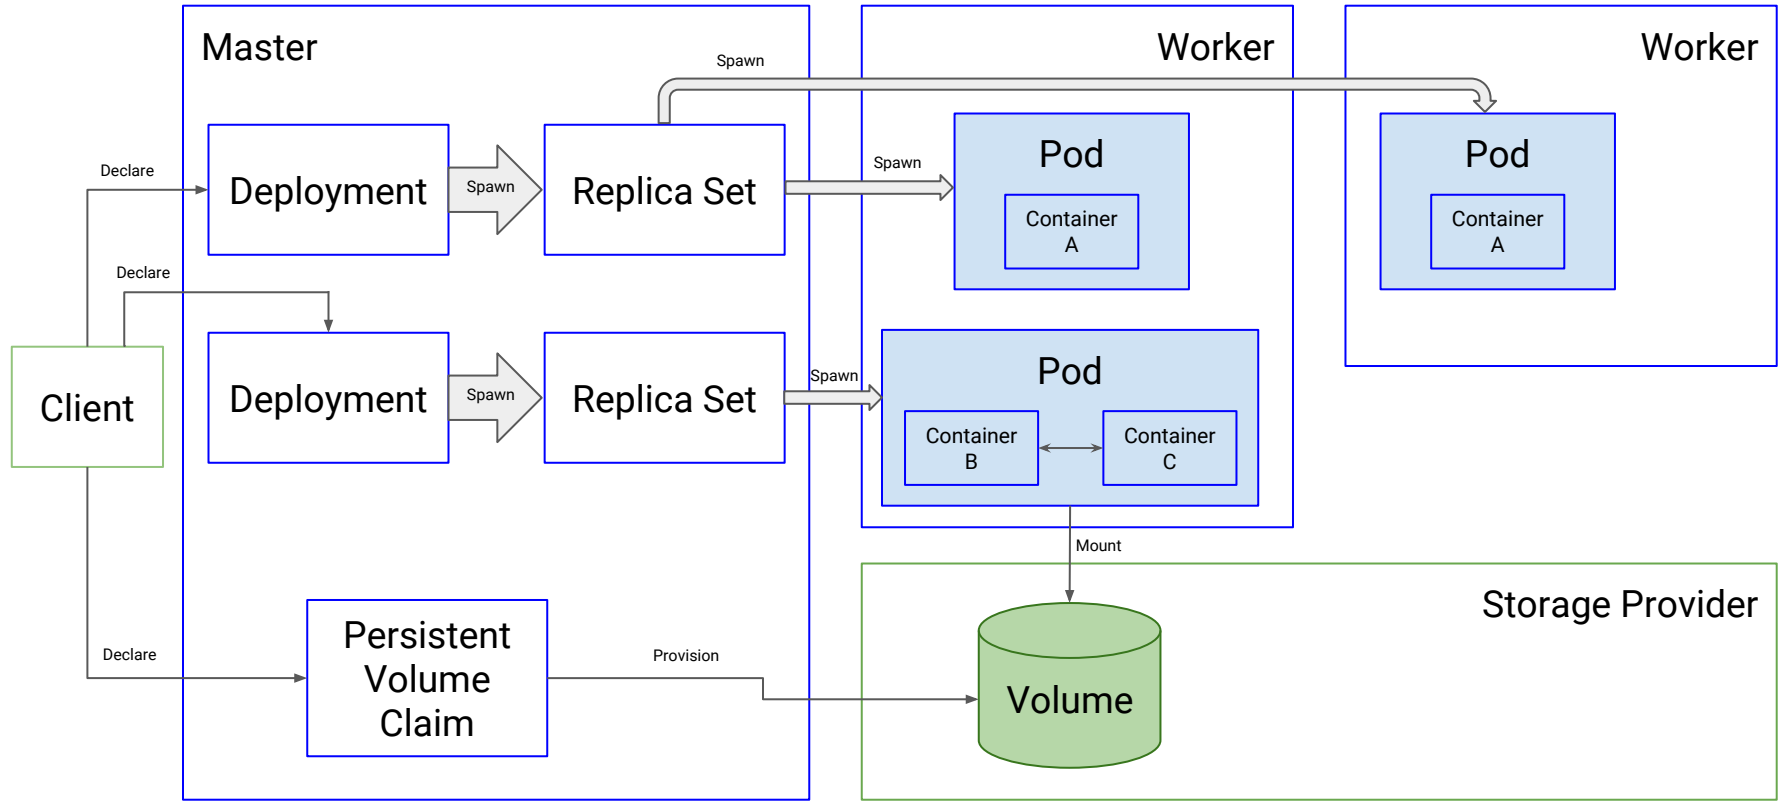 Master
Worker
Worker
Spawn
Declare
Deployment
Spawn
Replica Set
Spawn
Pod
Container
A
Pod
Container
A
Declare
Client
Deployment
Spawn
Replica Set
Spawn
Pod
Container
B
Container
C
Mount
Storage Provider
Declare
Persistent
Volume
Claim
Provision
Volume